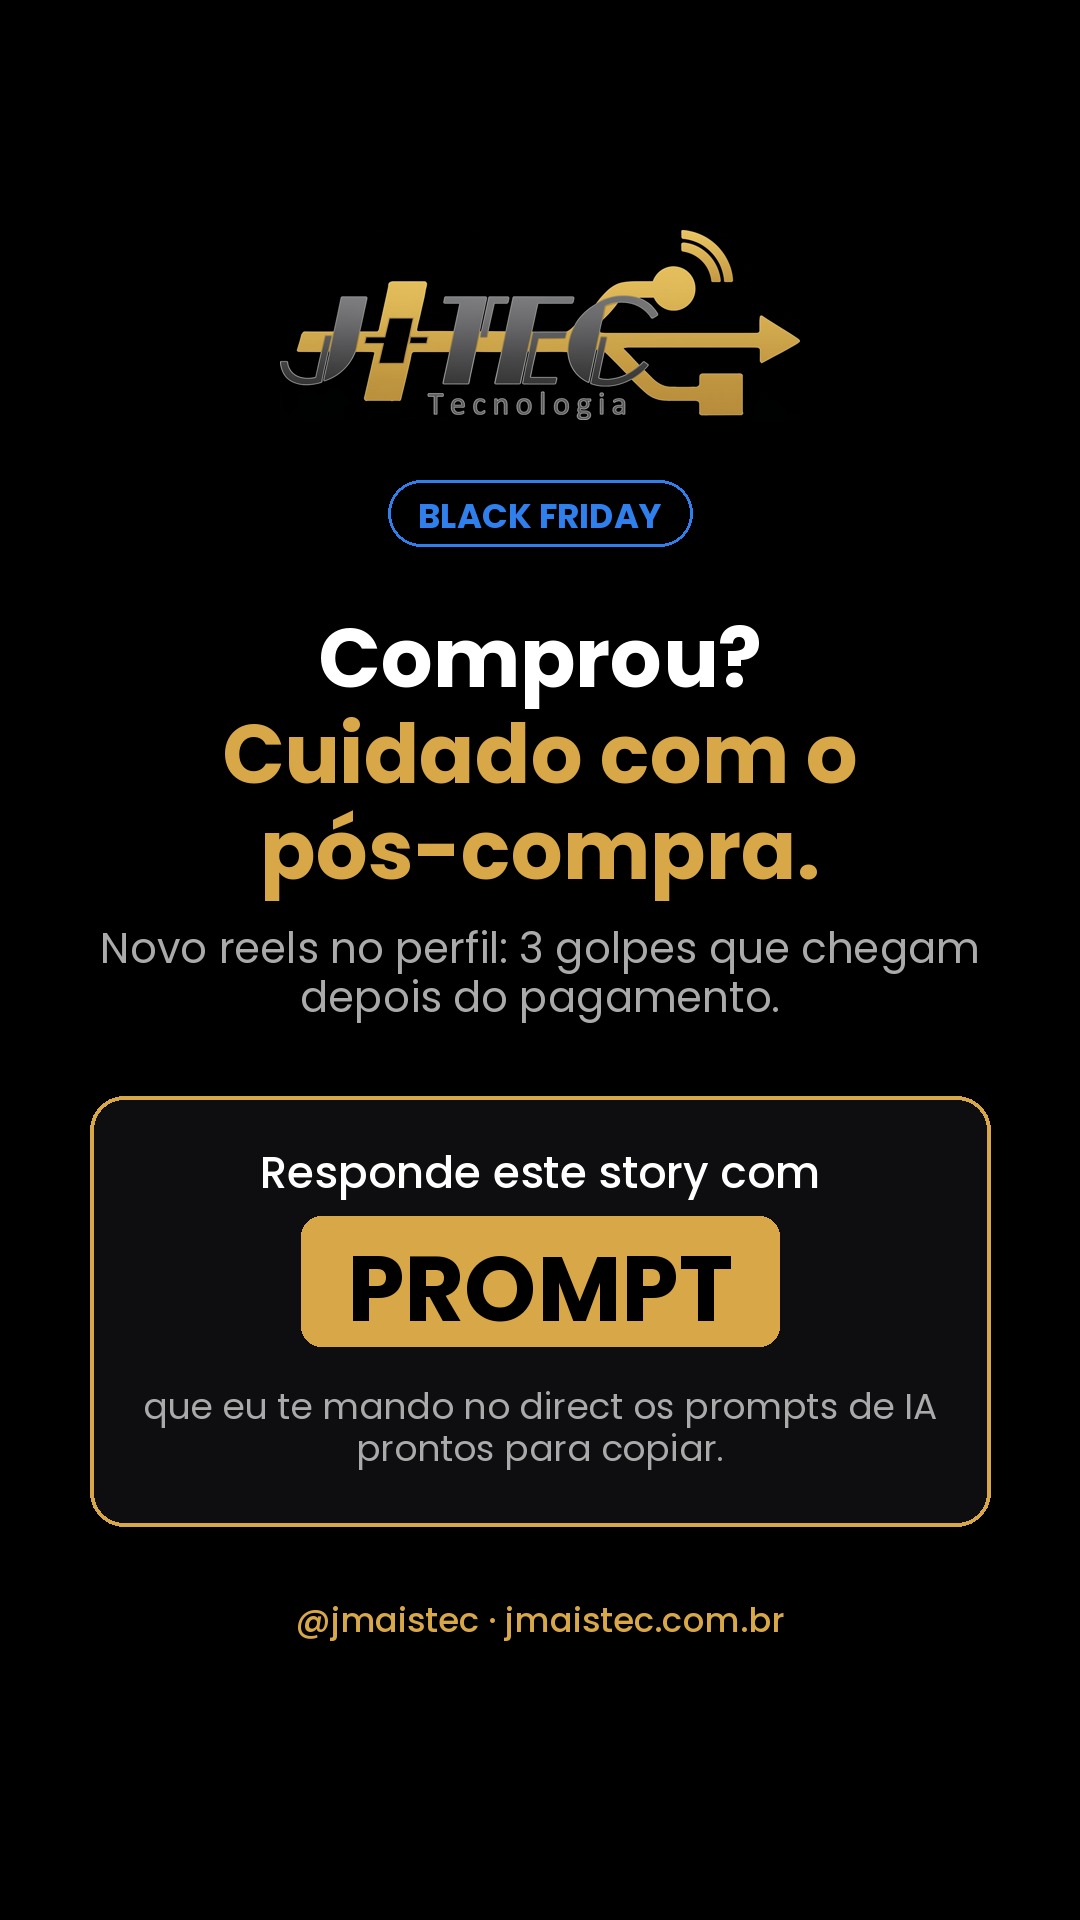 J+TEC
Tecnologia
BLACK FRIDAY
Comprou?
Cuidado com o
pós-compra.
Novo reels no perfil: 3 golpes que chegam
depois do pagamento.
Responde este story com
PROMPT
que eu te mando no direct os prompts de IA
prontos para copiar.
@jmaistec · jmaistec.com.br